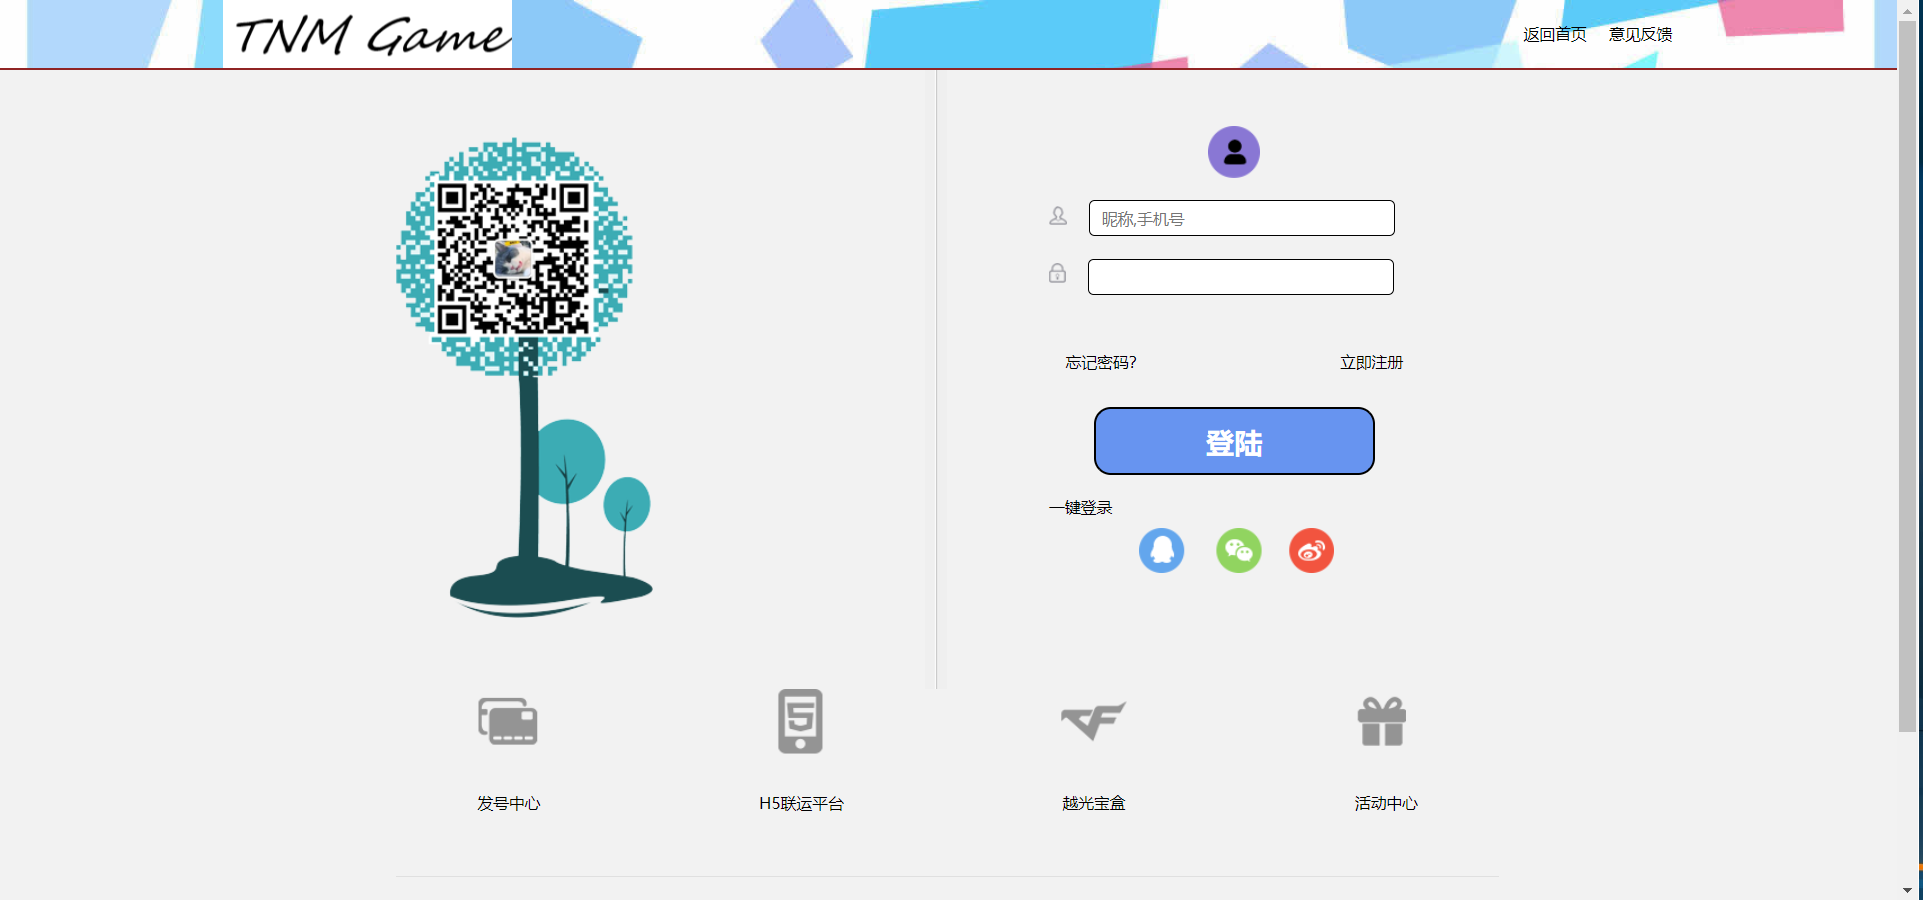 TNM Game
返回首页 意见反馈
昵称,手机号
忘记密码? 立即注册
登陆
一键登录
发号中心 H5联运平台 越光宝盒 活动中心